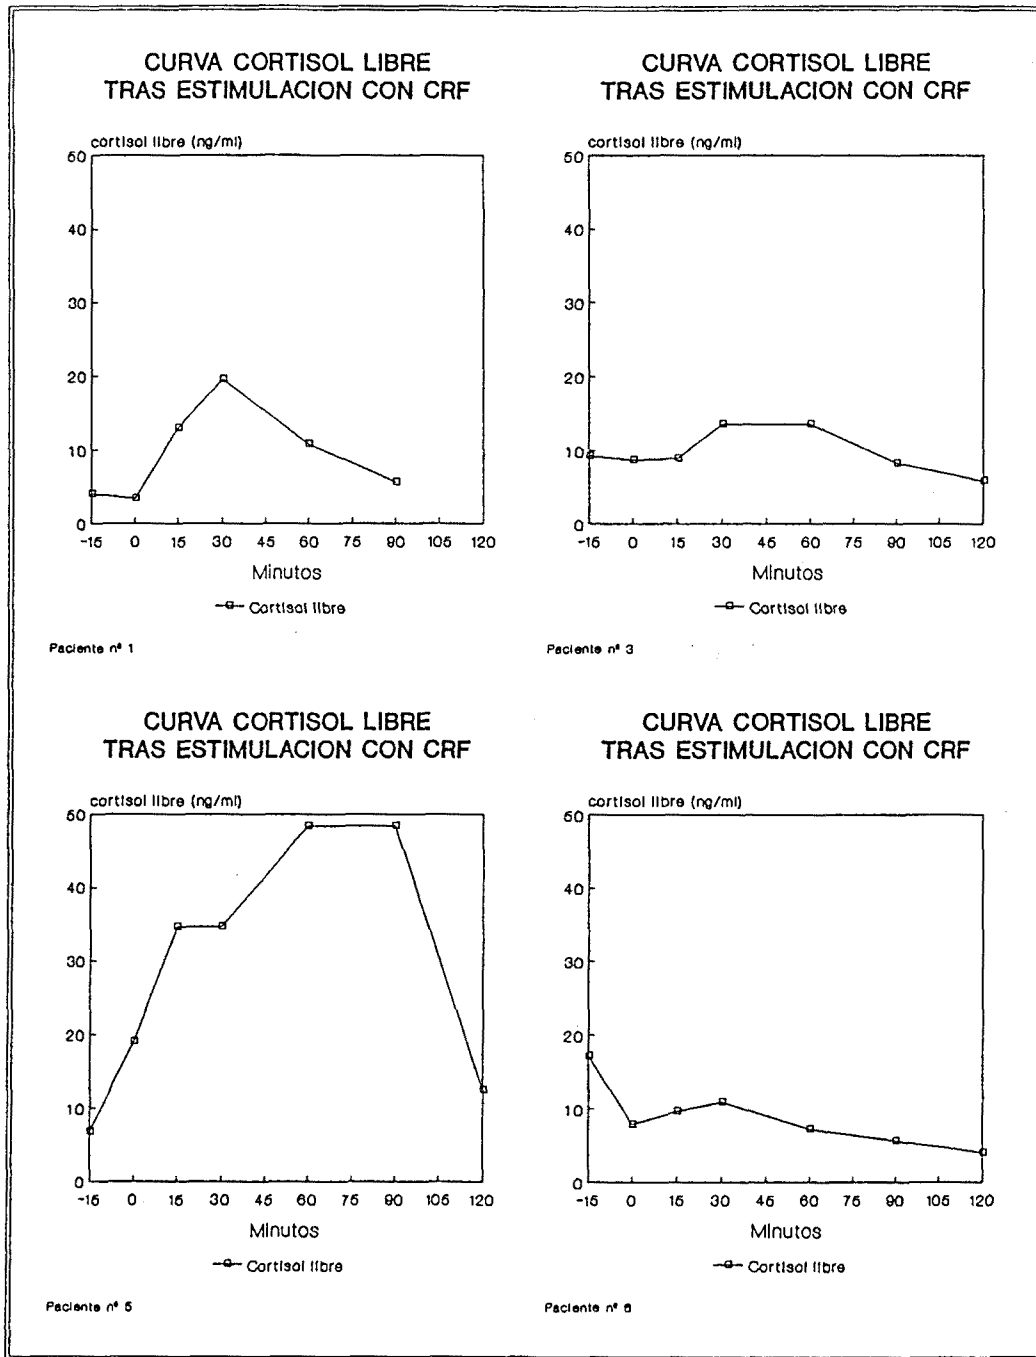 CURVA CORTISOL LIBRE
TRAS ESTIMULACION CON CRF
cortisol libre (ng/ml)
50
40
30
20
10
0
-15 0 15 30 45 60 75 90 105 120
Minutos
Cortisol libre
Paciente nº 1
CURVA CORTISOL LIBRE
TRAS ESTIMULACION CON CRF
cortisol libre (ng/ml)
50
40
30
20
10
0
-15 0 15 30 45 60 75 90 105 120
Minutos
Cortisol libre
Paciente nº 3
CURVA CORTISOL LIBRE
TRAS ESTIMULACION CON CRF
cortisol libre (ng/ml)
50
40
30
20
10
0
-15 0 15 30 45 60 75 90 105 120
Minutos
Cortisol libre
Paciente nº 5
CURVA CORTISOL LIBRE
TRAS ESTIMULACION CON CRF
cortisol libre (ng/ml)
50
40
30
20
10
0
-15 0 15 30 45 60 75 90 105 120
Minutos
Cortisol libre
Paciente nº